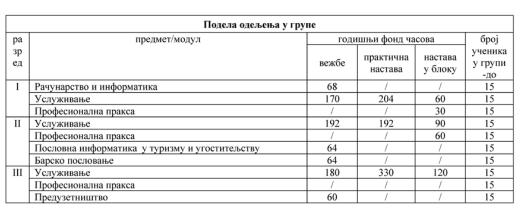 Подела одељења у групе
ра зр ед | предмет/модул | годишњи фонд часова | број ученика у групи -до
вежбе | практична настава | настава у блоку
I | Рачунарство и информатика | 68 | / | / | 15
Услуживање | 170 | 204 | 60 | 15
Професионална пракса | / | / | 30 | 15
II | Услуживање | 192 | 192 | 90 | 15
Професионална пракса | / | / | 60 | 15
Пословна информатика у туризму и угоститељству | 64 | / | / | 15
Барско пословање | 64 | / | / | 15
III | Услуживање | 180 | 330 | 120 | 15
Професионална пракса | / | / | / | 15
Предузетништво | 60 | / | / | 15